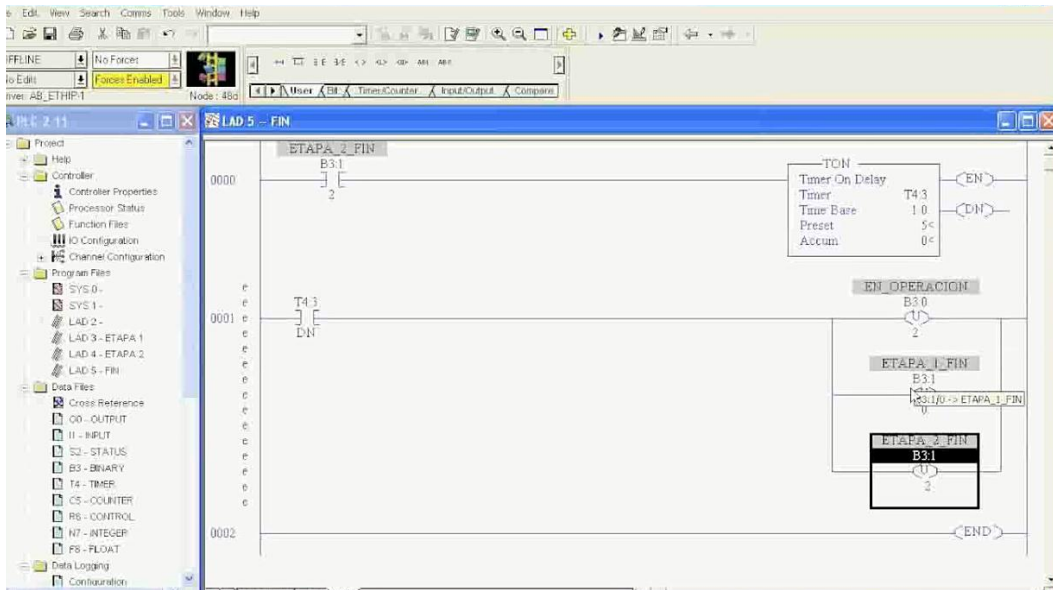 Edit View Search Comms Tools Window Help
OFFLINE No Forces
No Edits Forces Enabled
Driver: AB_ETHIP-1 Node: 48d
User Bit Timer/Counter Input/Output Compare
LAD 5 - FIN
Project
Help
Controller
Controller Properties
Processor Status
Function Files
IO Configuration
Channel Configuration
Program Files
SYS 0 -
SYS 1 -
LAD 2 -
LAD 3 - ETAPA 1
LAD 4 - ETAPA 2
LAD 5 - FIN
Data Files
Cross Reference
O0 - OUTPUT
I1 - INPUT
S2 - STATUS
B3 - BINARY
T4 - TIMER
C5 - COUNTER
R6 - CONTROL
N7 - INTEGER
F8 - FLOAT
Data Logging
Configuration
ETAPA_2_FIN
B3:1
0000
2
TON
Timer On Delay
Timer T4:3
Time Base 1.0
Preset 5<
Accum 0<
EN
DN
e
e
0001 e
e
e
e
e
e
e
e
e
e
e
e
e
T4:3
DN
EN_OPERACION
B3:0
U
2
ETAPA_1_FIN
B3:1
B3:1/0 -> ETAPA_1_FIN
0
ETAPA_2_FIN
B3:1
U
2
0002
END